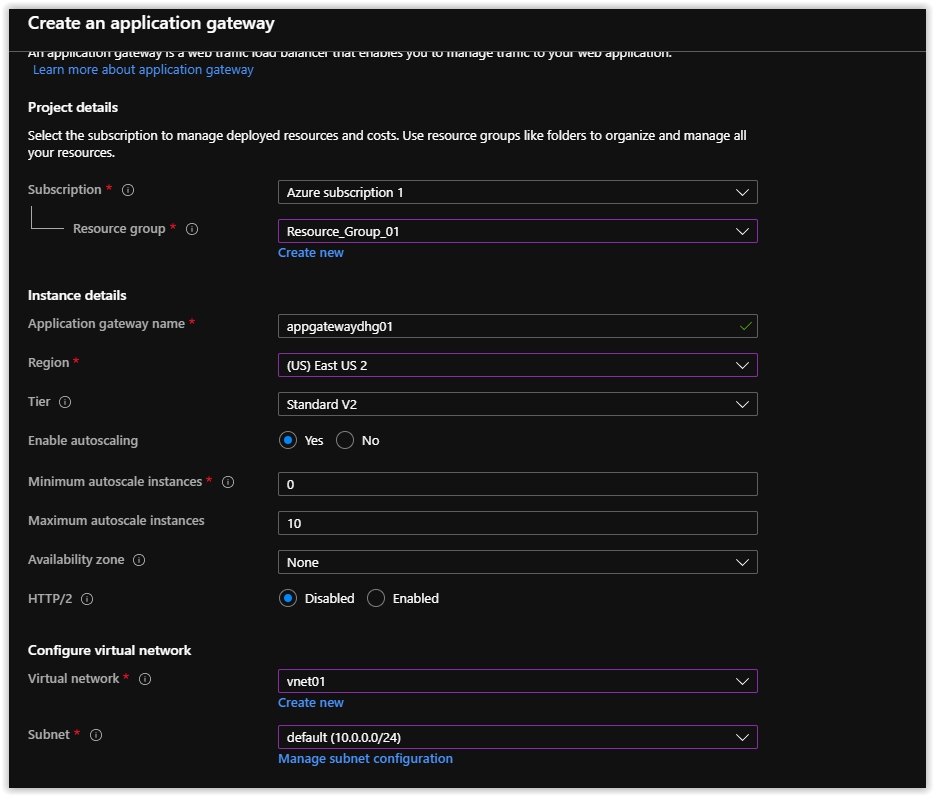 Create an application gateway
An application gateway is a web traffic load balancer that enables you to manage traffic to your web application.
Learn more about application gateway
Project details
Select the subscription to manage deployed resources and costs. Use resource groups like folders to organize and manage all
your resources.
Subscription *
Azure subscription 1
Resource group *
Resource_Group_01
Create new
Instance details
Application gateway name *
appgatewaydhg01
Region *
(US) East US 2
Tier
Standard V2
Enable autoscaling
Yes No
Minimum autoscale instances *
0
Maximum autoscale instances
10
Availability zone
None
HTTP/2
Disabled Enabled
Configure virtual network
Virtual network *
vnet01
Create new
Subnet *
default (10.0.0.0/24)
Manage subnet configuration